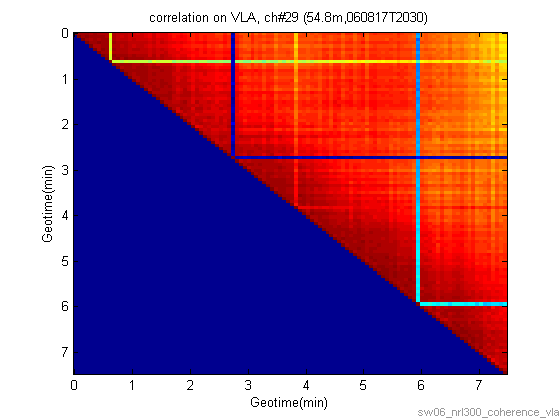 correlation on VLA, ch#29 (54.8m,060817T2030)
0
1
2
3
4
5
6
7
Geotime(min)
0 1 2 3 4 5 6 7
Geotime(min)
sw06_nrl300_coherence_vla